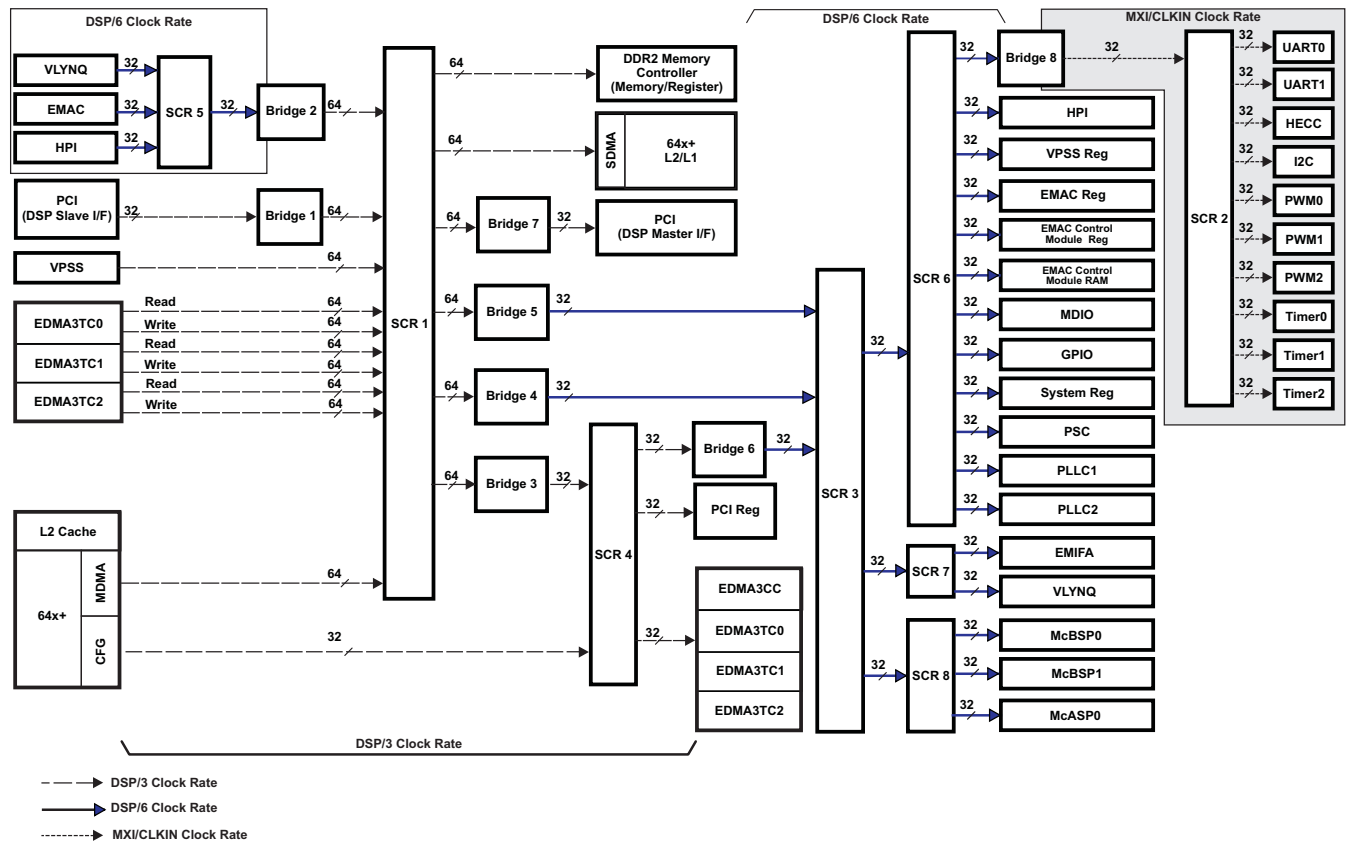 DSP/6 Clock Rate
VLYNQ
32
EMAC
32
HPI
32
SCR 5
32
Bridge 2
64
PCI
(DSP Slave I/F)
32
Bridge 1
64
VPSS
64
EDMA3TC0
Read
64
Write
64
EDMA3TC1
Read
64
Write
64
EDMA3TC2
Read
64
Write
64
L2 Cache
64x+
MDMA
64
CFG
32
SCR 1
64
DDR2 Memory
Controller
(Memory/Register)
64
SDMA
64x+
L2/L1
64
Bridge 7
32
PCI
(DSP Master I/F)
64
Bridge 5
32
64
Bridge 4
32
64
Bridge 3
32
SCR 4
32
Bridge 6
32
32
PCI Reg
32
EDMA3CC
EDMA3TC0
EDMA3TC1
EDMA3TC2
DSP/3 Clock Rate
SCR 3
32
32
32
DSP/6 Clock Rate
SCR 6
32
Bridge 8
32
32
HPI
32
VPSS Reg
32
EMAC Reg
32
EMAC Control
Module Reg
32
EMAC Control
Module RAM
32
MDIO
32
GPIO
32
System Reg
32
PSC
32
PLLC1
32
PLLC2
SCR 7
32
EMIFA
32
VLYNQ
SCR 8
32
McBSP0
32
McBSP1
32
McASP0
MXI/CLKIN Clock Rate
SCR 2
32
UART0
32
UART1
32
HECC
32
I2C
32
PWM0
32
PWM1
32
PWM2
32
Timer0
32
Timer1
32
Timer2
DSP/3 Clock Rate
DSP/6 Clock Rate
MXI/CLKIN Clock Rate